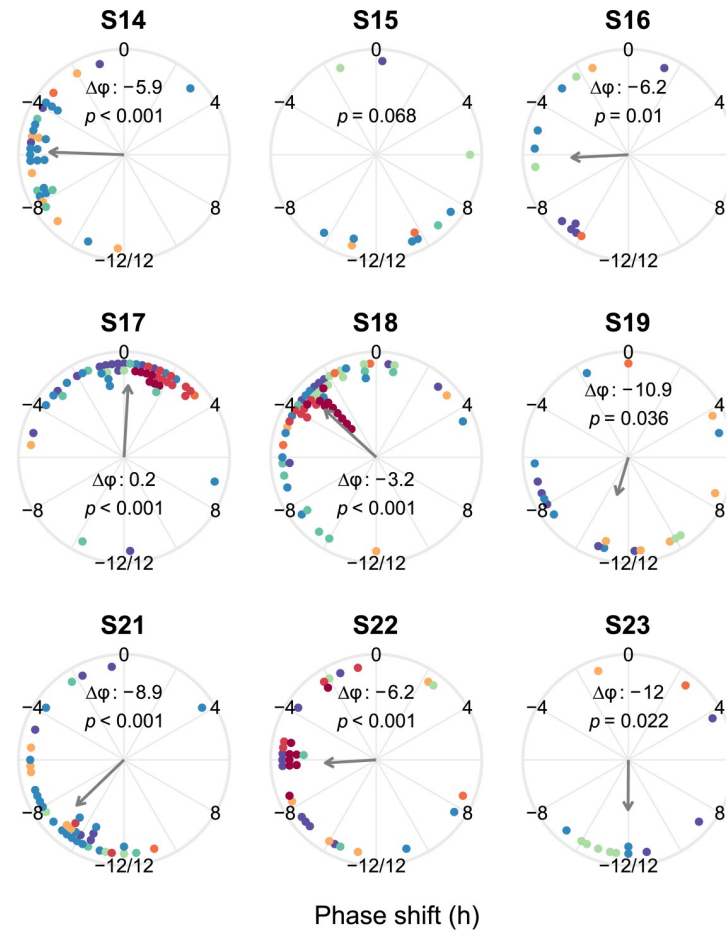 S14 S15 S16
0 0 0
Δφ: −5.9 Δφ: −6.2
−4 4 −4 4 −4 4
p < 0.001 p = 0.068 p = 0.01
−8 8 −8 8 −8 8
−12/12 −12/12 −12/12
S17 S18 S19
0 0 0
Δφ: −10.9
−4 4 −4 4 −4 4
p = 0.036
Δφ: 0.2 Δφ: −3.2
−8 8 −8 8 −8 8
p < 0.001 p < 0.001
−12/12 −12/12 −12/12
S21 S22 S23
0 0 0
Δφ: −8.9 Δφ: −6.2 Δφ: −12
−4 4 −4 4 −4 4
p < 0.001 p < 0.001 p = 0.022
−8 8 −8 8 −8 8
−12/12 −12/12 −12/12
Phase shift (h)